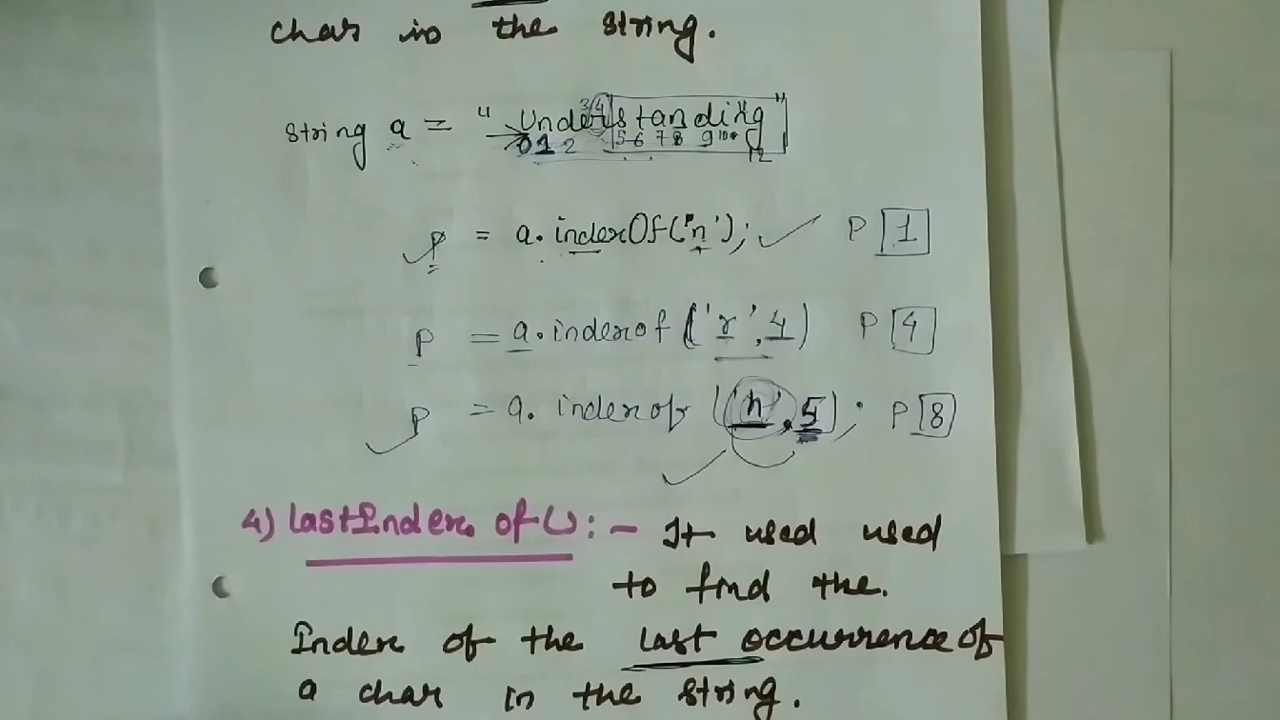 char in the string.
String a = "Understanding"
3 4
0 1 2 5 6 7 8 9 10 12
P = a.indexOf('n'); P 1
P = a.indexof('r',4) P 4
P = a.indexof('n',5); P 8
4) lastIndex of():- It used used
to find the.
Index of the last occurrence of
a char in the string.